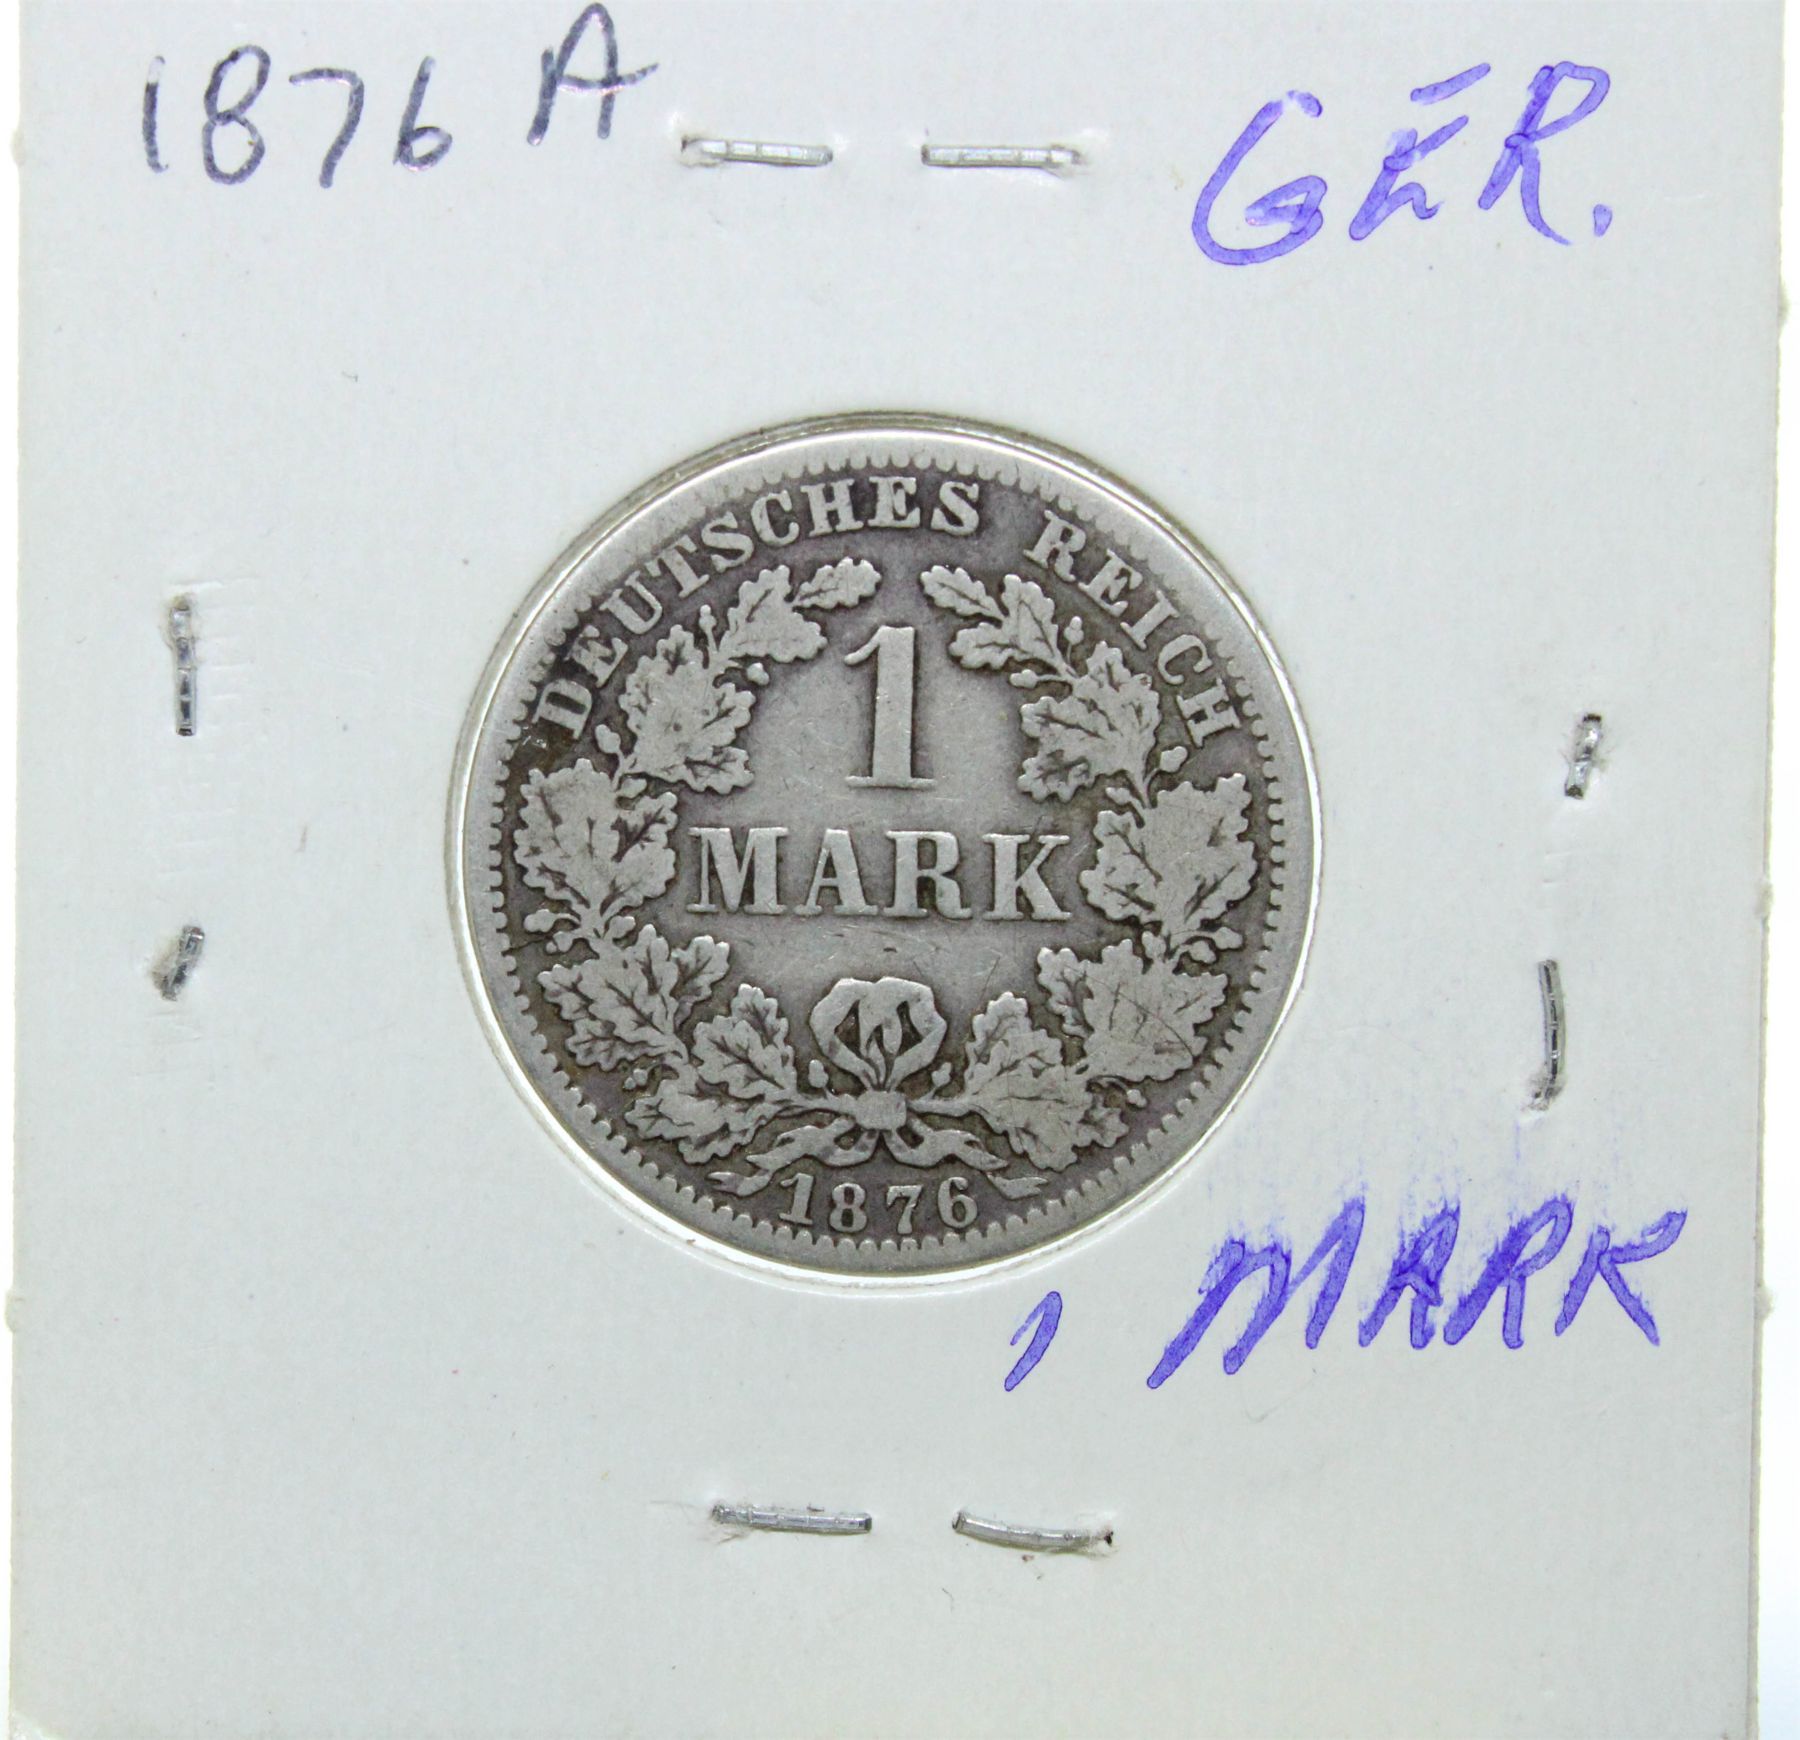 1876 A
GER.
DEUTSCHES REICH
1
MARK
1876
1 MARK